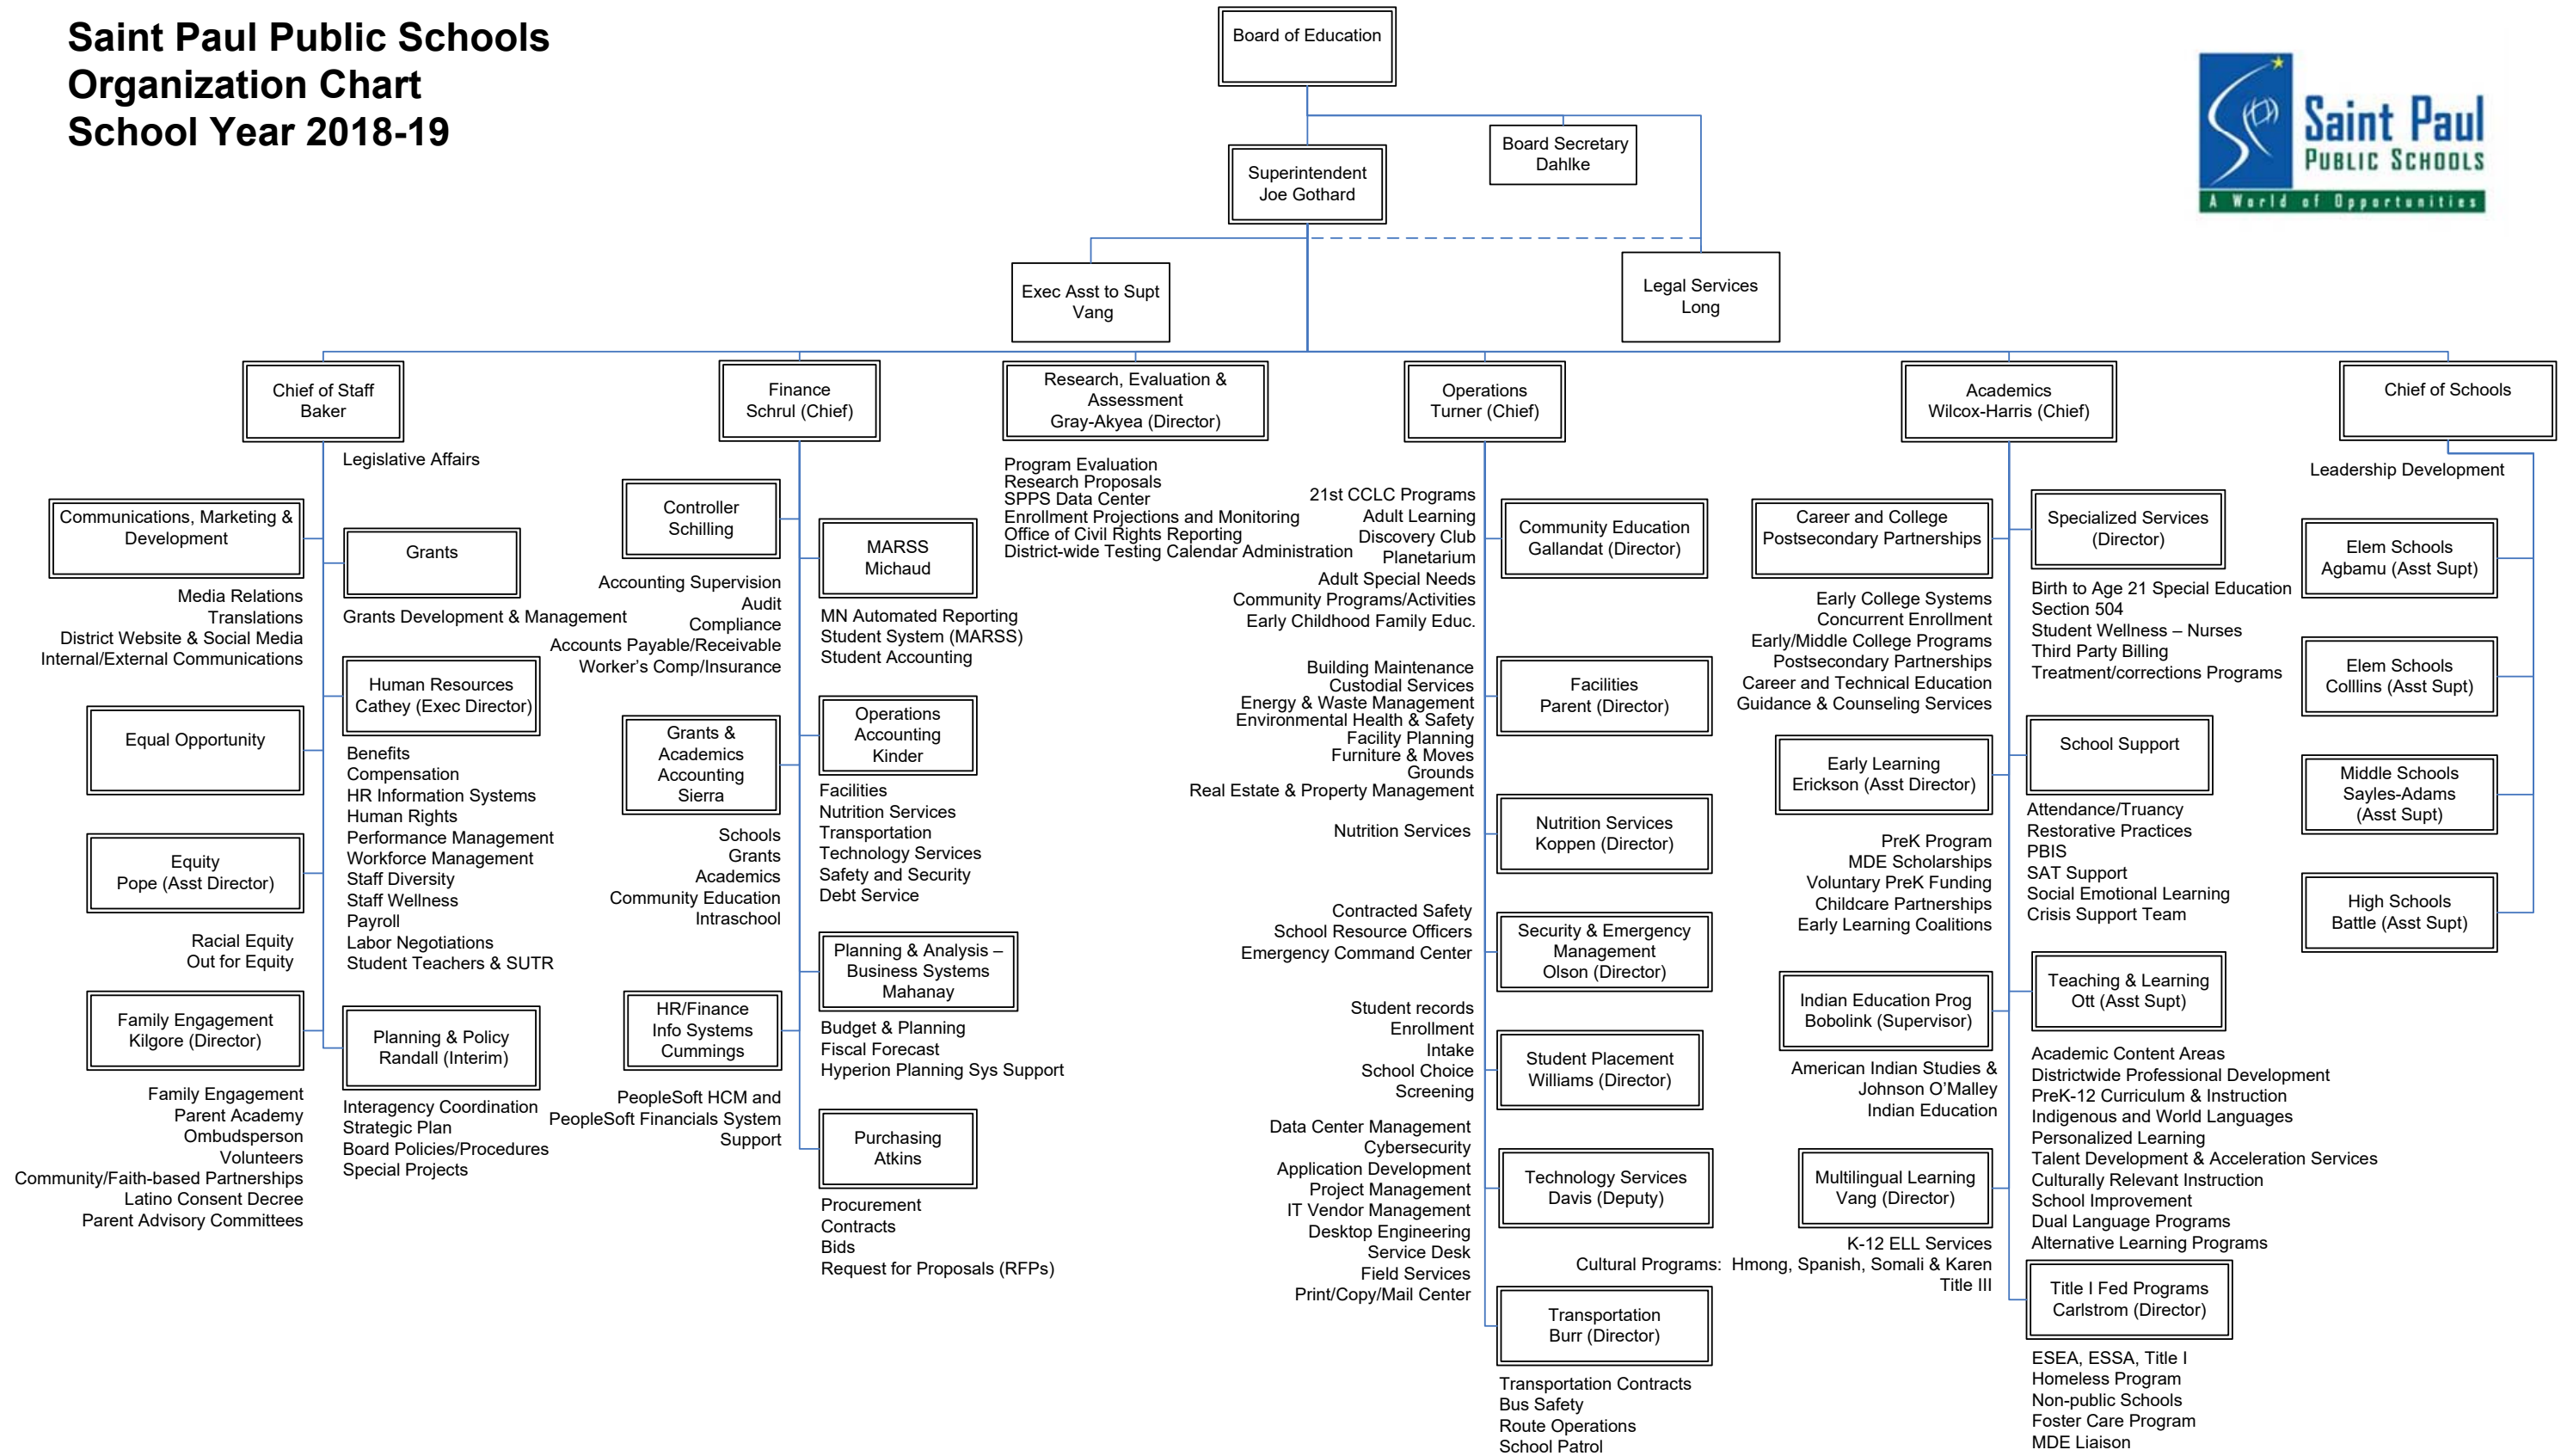 Saint Paul Public Schools
Organization Chart
School Year 2018-19
Board of Education
Saint Paul
PUBLIC SCHOOLS
A World of Opportunities
Board Secretary
Dahlke
Superintendent
Joe Gothard
Exec Asst to Supt
Vang
Legal Services
Long
Chief of Staff
Baker
Legislative Affairs
Communications, Marketing &
Development
Media Relations
Translations
District Website & Social Media
Internal/External Communications
Grants
Grants Development & Management
Human Resources
Cathey (Exec Director)
Benefits
Compensation
HR Information Systems
Human Rights
Performance Management
Workforce Management
Staff Diversity
Staff Wellness
Payroll
Labor Negotiations
Student Teachers & SUTR
Equal Opportunity
Equity
Pope (Asst Director)
Racial Equity
Out for Equity
Family Engagement
Kilgore (Director)
Family Engagement
Parent Academy
Ombudsperson
Volunteers
Community/Faith-based Partnerships
Latino Consent Decree
Parent Advisory Committees
Planning & Policy
Randall (Interim)
Interagency Coordination
Strategic Plan
Board Policies/Procedures
Special Projects
Finance
Schrul (Chief)
Controller
Schilling
Accounting Supervision
Audit
Compliance
Accounts Payable/Receivable
Worker’s Comp/Insurance
MARSS
Michaud
MN Automated Reporting
Student System (MARSS)
Student Accounting
Grants &
Academics
Accounting
Sierra
Schools
Grants
Academics
Community Education
Intraschool
Operations
Accounting
Kinder
Facilities
Nutrition Services
Transportation
Technology Services
Safety and Security
Debt Service
Planning & Analysis –
Business Systems
Mahanay
Budget & Planning
Fiscal Forecast
Hyperion Planning Sys Support
HR/Finance
Info Systems
Cummings
PeopleSoft HCM and
PeopleSoft Financials System
Support
Purchasing
Atkins
Procurement
Contracts
Bids
Request for Proposals (RFPs)
Research, Evaluation &
Assessment
Gray-Akyea (Director)
Program Evaluation
Research Proposals
SPPS Data Center
Enrollment Projections and Monitoring
Office of Civil Rights Reporting
District-wide Testing Calendar Administration
Operations
Turner (Chief)
21st CCLC Programs
Adult Learning
Discovery Club
Planetarium
Adult Special Needs
Community Programs/Activities
Early Childhood Family Educ.
Community Education
Gallandat (Director)
Building Maintenance
Custodial Services
Energy & Waste Management
Environmental Health & Safety
Facility Planning
Furniture & Moves
Grounds
Real Estate & Property Management
Facilities
Parent (Director)
Nutrition Services
Nutrition Services
Koppen (Director)
Contracted Safety
School Resource Officers
Emergency Command Center
Security & Emergency
Management
Olson (Director)
Student records
Enrollment
Intake
School Choice
Screening
Student Placement
Williams (Director)
Data Center Management
Cybersecurity
Application Development
Project Management
IT Vendor Management
Desktop Engineering
Service Desk
Field Services
Print/Copy/Mail Center
Technology Services
Davis (Deputy)
Transportation
Burr (Director)
Transportation Contracts
Bus Safety
Route Operations
School Patrol
Academics
Wilcox-Harris (Chief)
Career and College
Postsecondary Partnerships
Early College Systems
Concurrent Enrollment
Early/Middle College Programs
Postsecondary Partnerships
Career and Technical Education
Guidance & Counseling Services
Specialized Services
(Director)
Birth to Age 21 Special Education
Section 504
Student Wellness – Nurses
Third Party Billing
Treatment/corrections Programs
Early Learning
Erickson (Asst Director)
PreK Program
MDE Scholarships
Voluntary PreK Funding
Childcare Partnerships
Early Learning Coalitions
School Support
Attendance/Truancy
Restorative Practices
PBIS
SAT Support
Social Emotional Learning
Crisis Support Team
Indian Education Prog
Bobolink (Supervisor)
American Indian Studies &
Johnson O’Malley
Indian Education
Teaching & Learning
Ott (Asst Supt)
Academic Content Areas
Districtwide Professional Development
PreK-12 Curriculum & Instruction
Indigenous and World Languages
Personalized Learning
Talent Development & Acceleration Services
Culturally Relevant Instruction
School Improvement
Dual Language Programs
Alternative Learning Programs
Multilingual Learning
Vang (Director)
K-12 ELL Services
Cultural Programs: Hmong, Spanish, Somali & Karen
Title III
Title I Fed Programs
Carlstrom (Director)
ESEA, ESSA, Title I
Homeless Program
Non-public Schools
Foster Care Program
MDE Liaison
Chief of Schools
Leadership Development
Elem Schools
Agbamu (Asst Supt)
Elem Schools
Colllins (Asst Supt)
Middle Schools
Sayles-Adams
(Asst Supt)
High Schools
Battle (Asst Supt)